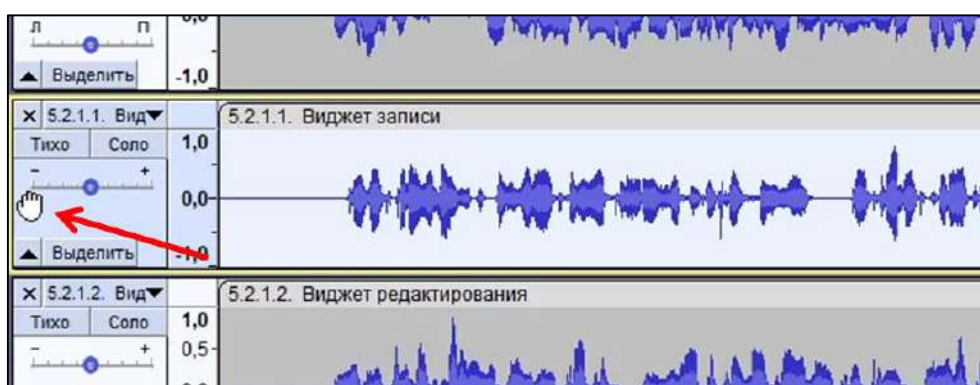 Л П
Выделить -1,0
× 5.2.1.1. Вид 5.2.1.1. Виджет записи
Тихо Соло 1,0
- +
0,0-
Выделить -1,0
× 5.2.1.2. Вид 5.2.1.2. Виджет редактирования
Тихо Соло 1,0
- + 0,5-